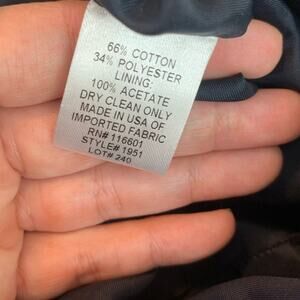 66% COTTON
34% POLYESTER
LINING:
100% ACETATE
DRY CLEAN ONLY
MADE IN USA OF
IMPORTED FABRIC
RN# 116601
STYLE# 1951
LOT# 240